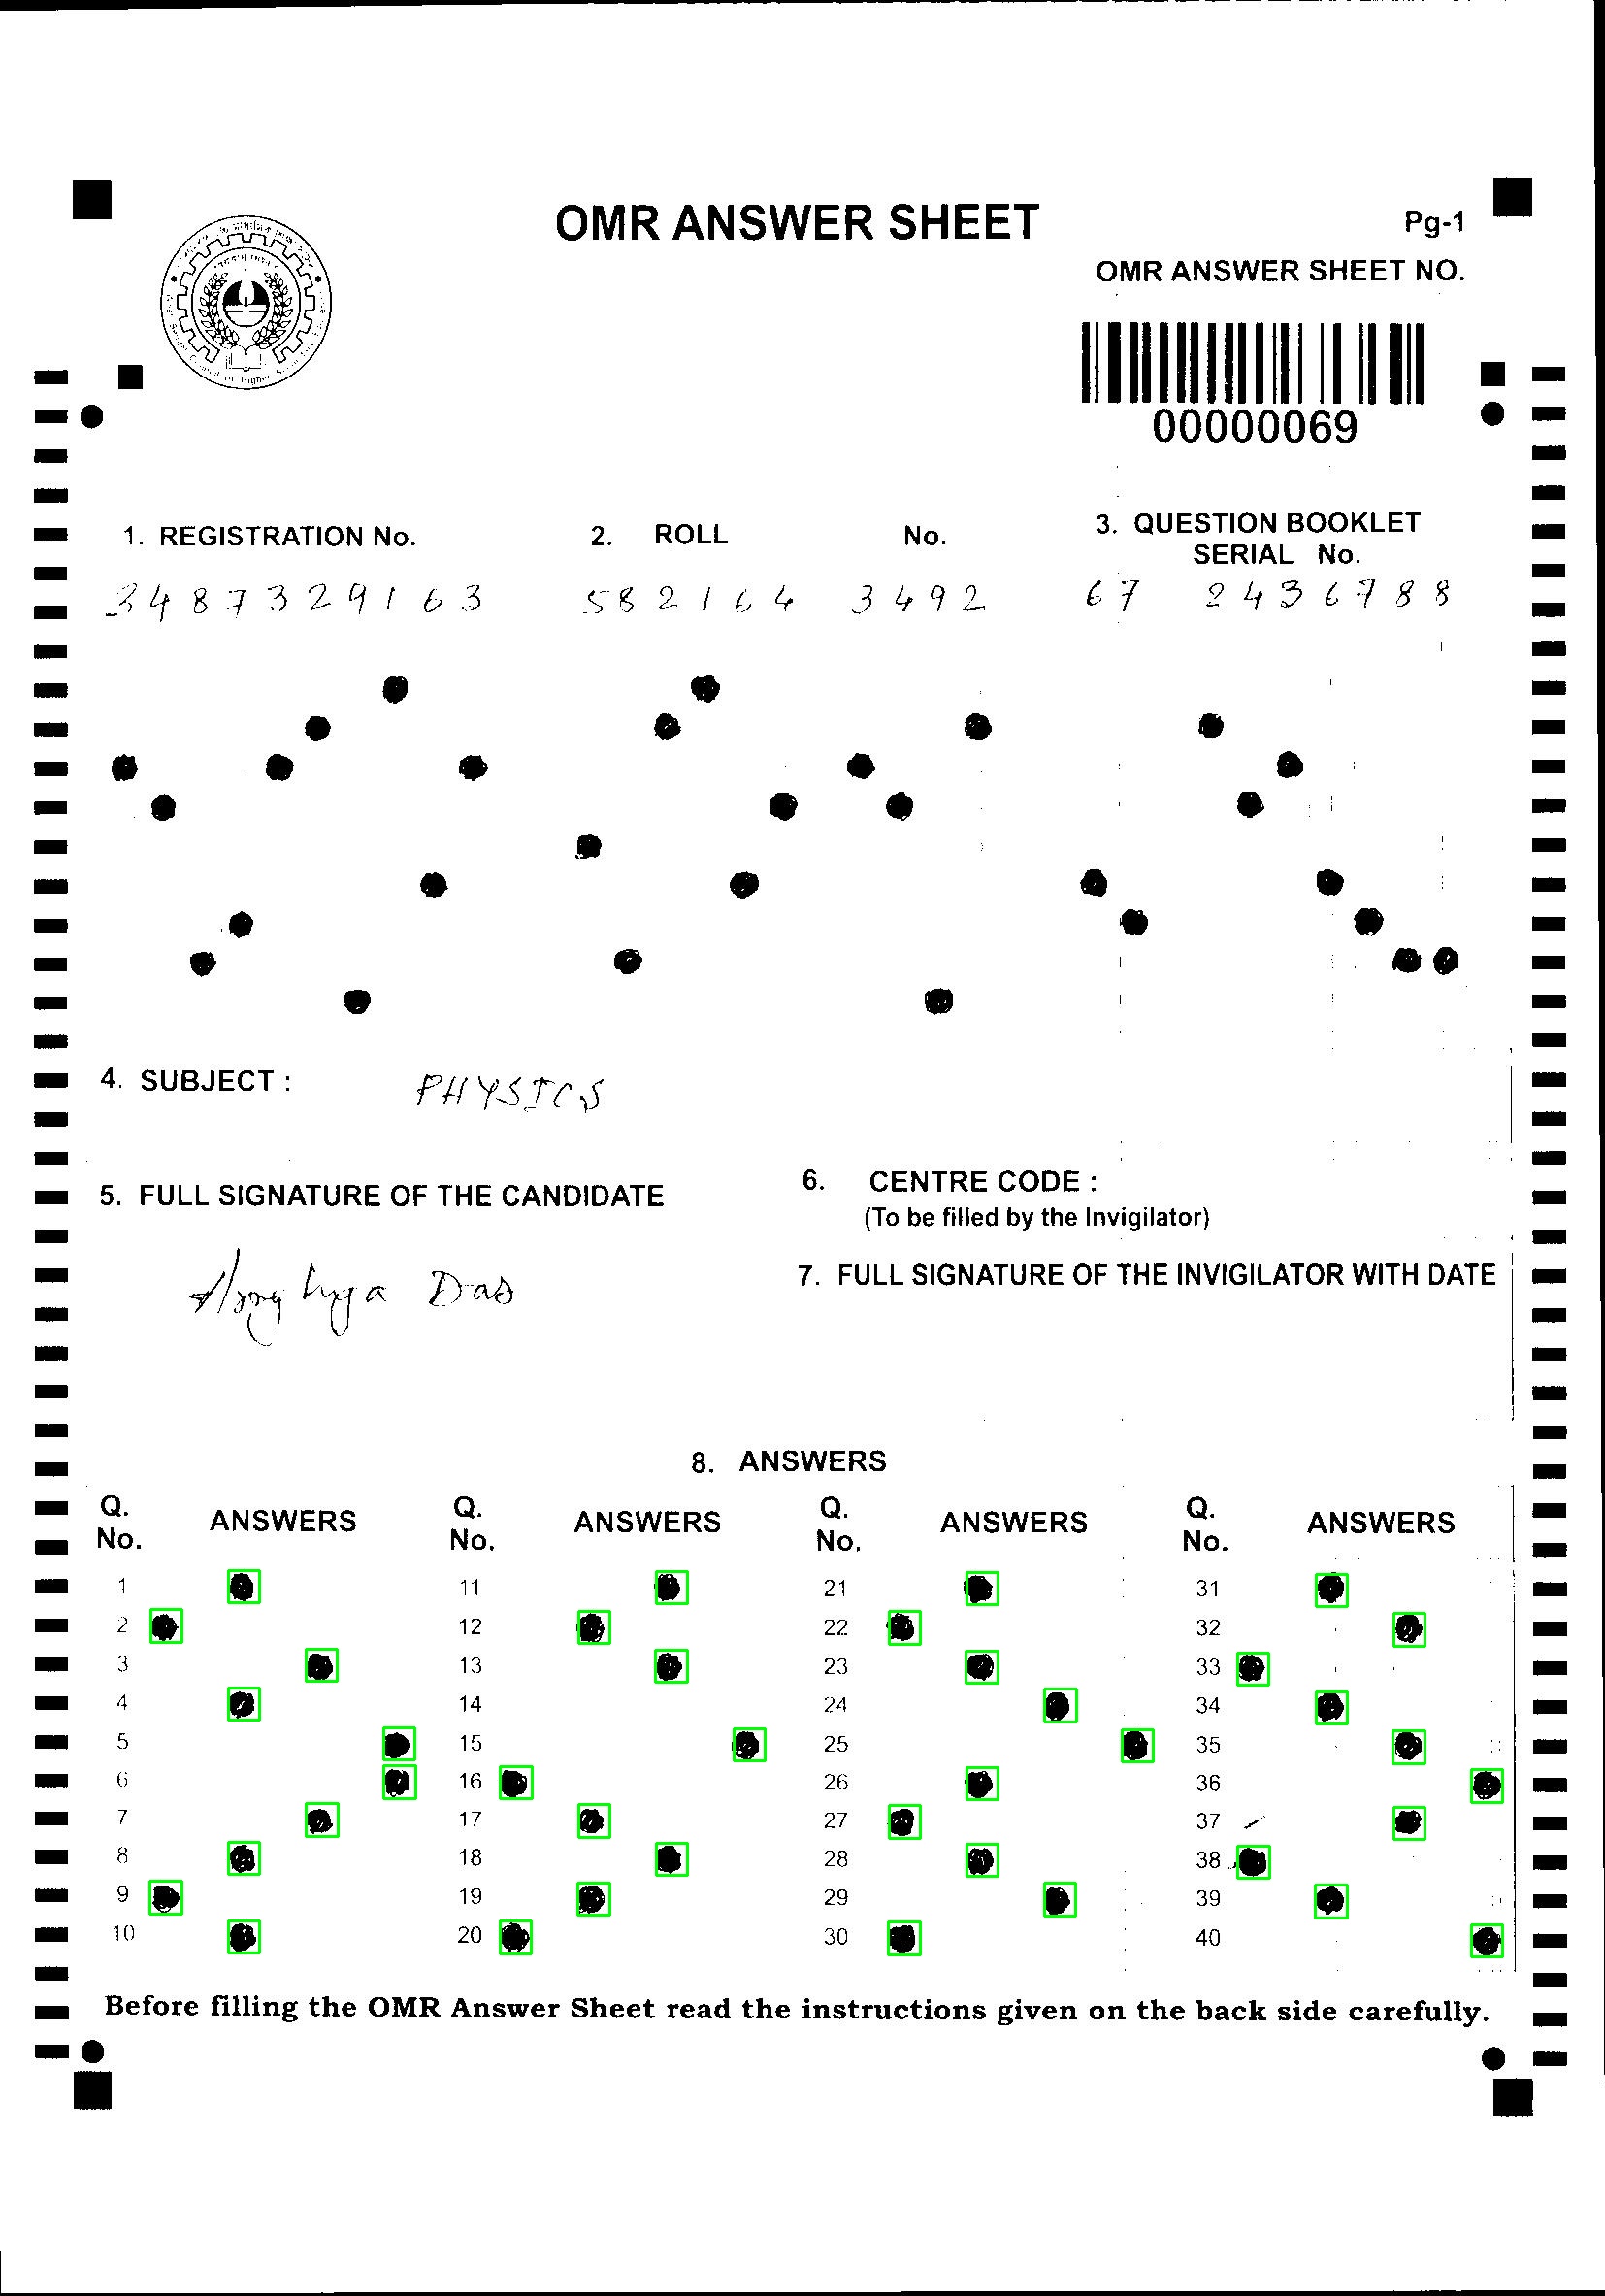 OMR ANSWER SHEET
Pg-1
OMR ANSWER SHEET NO.
00000069
1. REGISTRATION No.
2. ROLL No.
3. QUESTION BOOKLET
SERIAL No.
3487329163
582164 3492
67 2436788
4. SUBJECT : PHYSICS
5. FULL SIGNATURE OF THE CANDIDATE
Das
6. CENTRE CODE :
(To be filled by the Invigilator)
7. FULL SIGNATURE OF THE INVIGILATOR WITH DATE
8. ANSWERS
Q. No. ANSWERS Q. No. ANSWERS Q. No. ANSWERS Q. No. ANSWERS
1 11 21 31
2 12 22 32
3 13 23 33
4 14 24 34
5 15 25 35
6 16 26 36
7 17 27 37
8 18 28 38
9 19 29 39
10 20 30 40
Before filling the OMR Answer Sheet read the instructions given on the back side carefully.